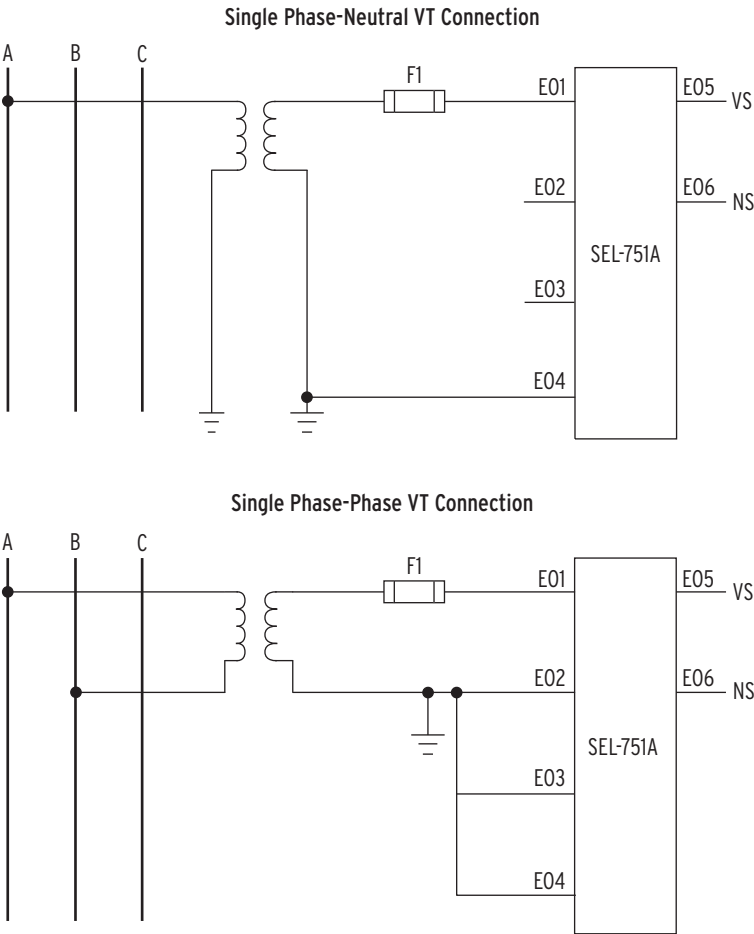 Single Phase-Neutral VT Connection
A B C
F1
E01 E05 VS
E02 E06 NS
SEL-751A
E03
E04
Single Phase-Phase VT Connection
A B C
F1
E01 E05 VS
E02 E06 NS
SEL-751A
E03
E04